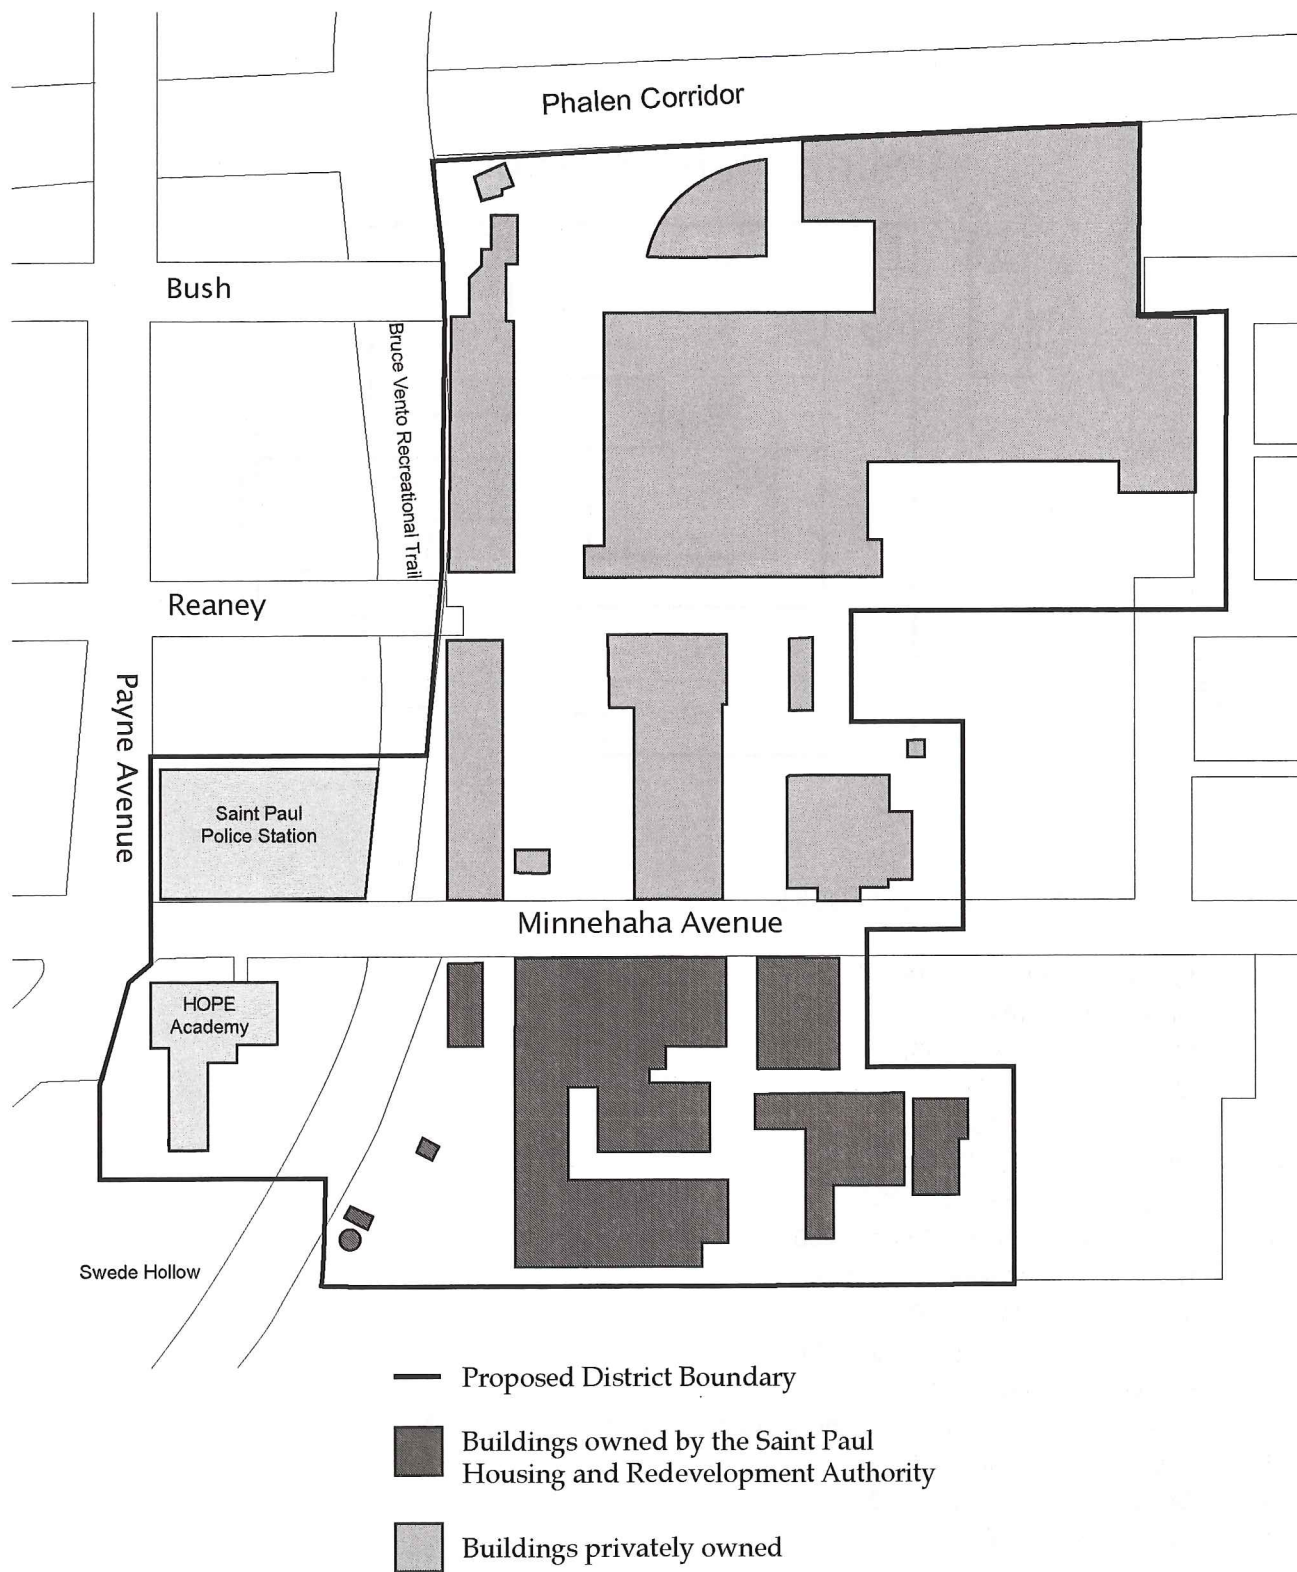 Phalen Corridor
Bush
Bruce Vento Recreational Trail
Reaney
Payne Avenue
Saint Paul
Police Station
Minnehaha Avenue
HOPE
Academy
Swede Hollow
Proposed District Boundary
Buildings owned by the Saint Paul
Housing and Redevelopment Authority
Buildings privately owned